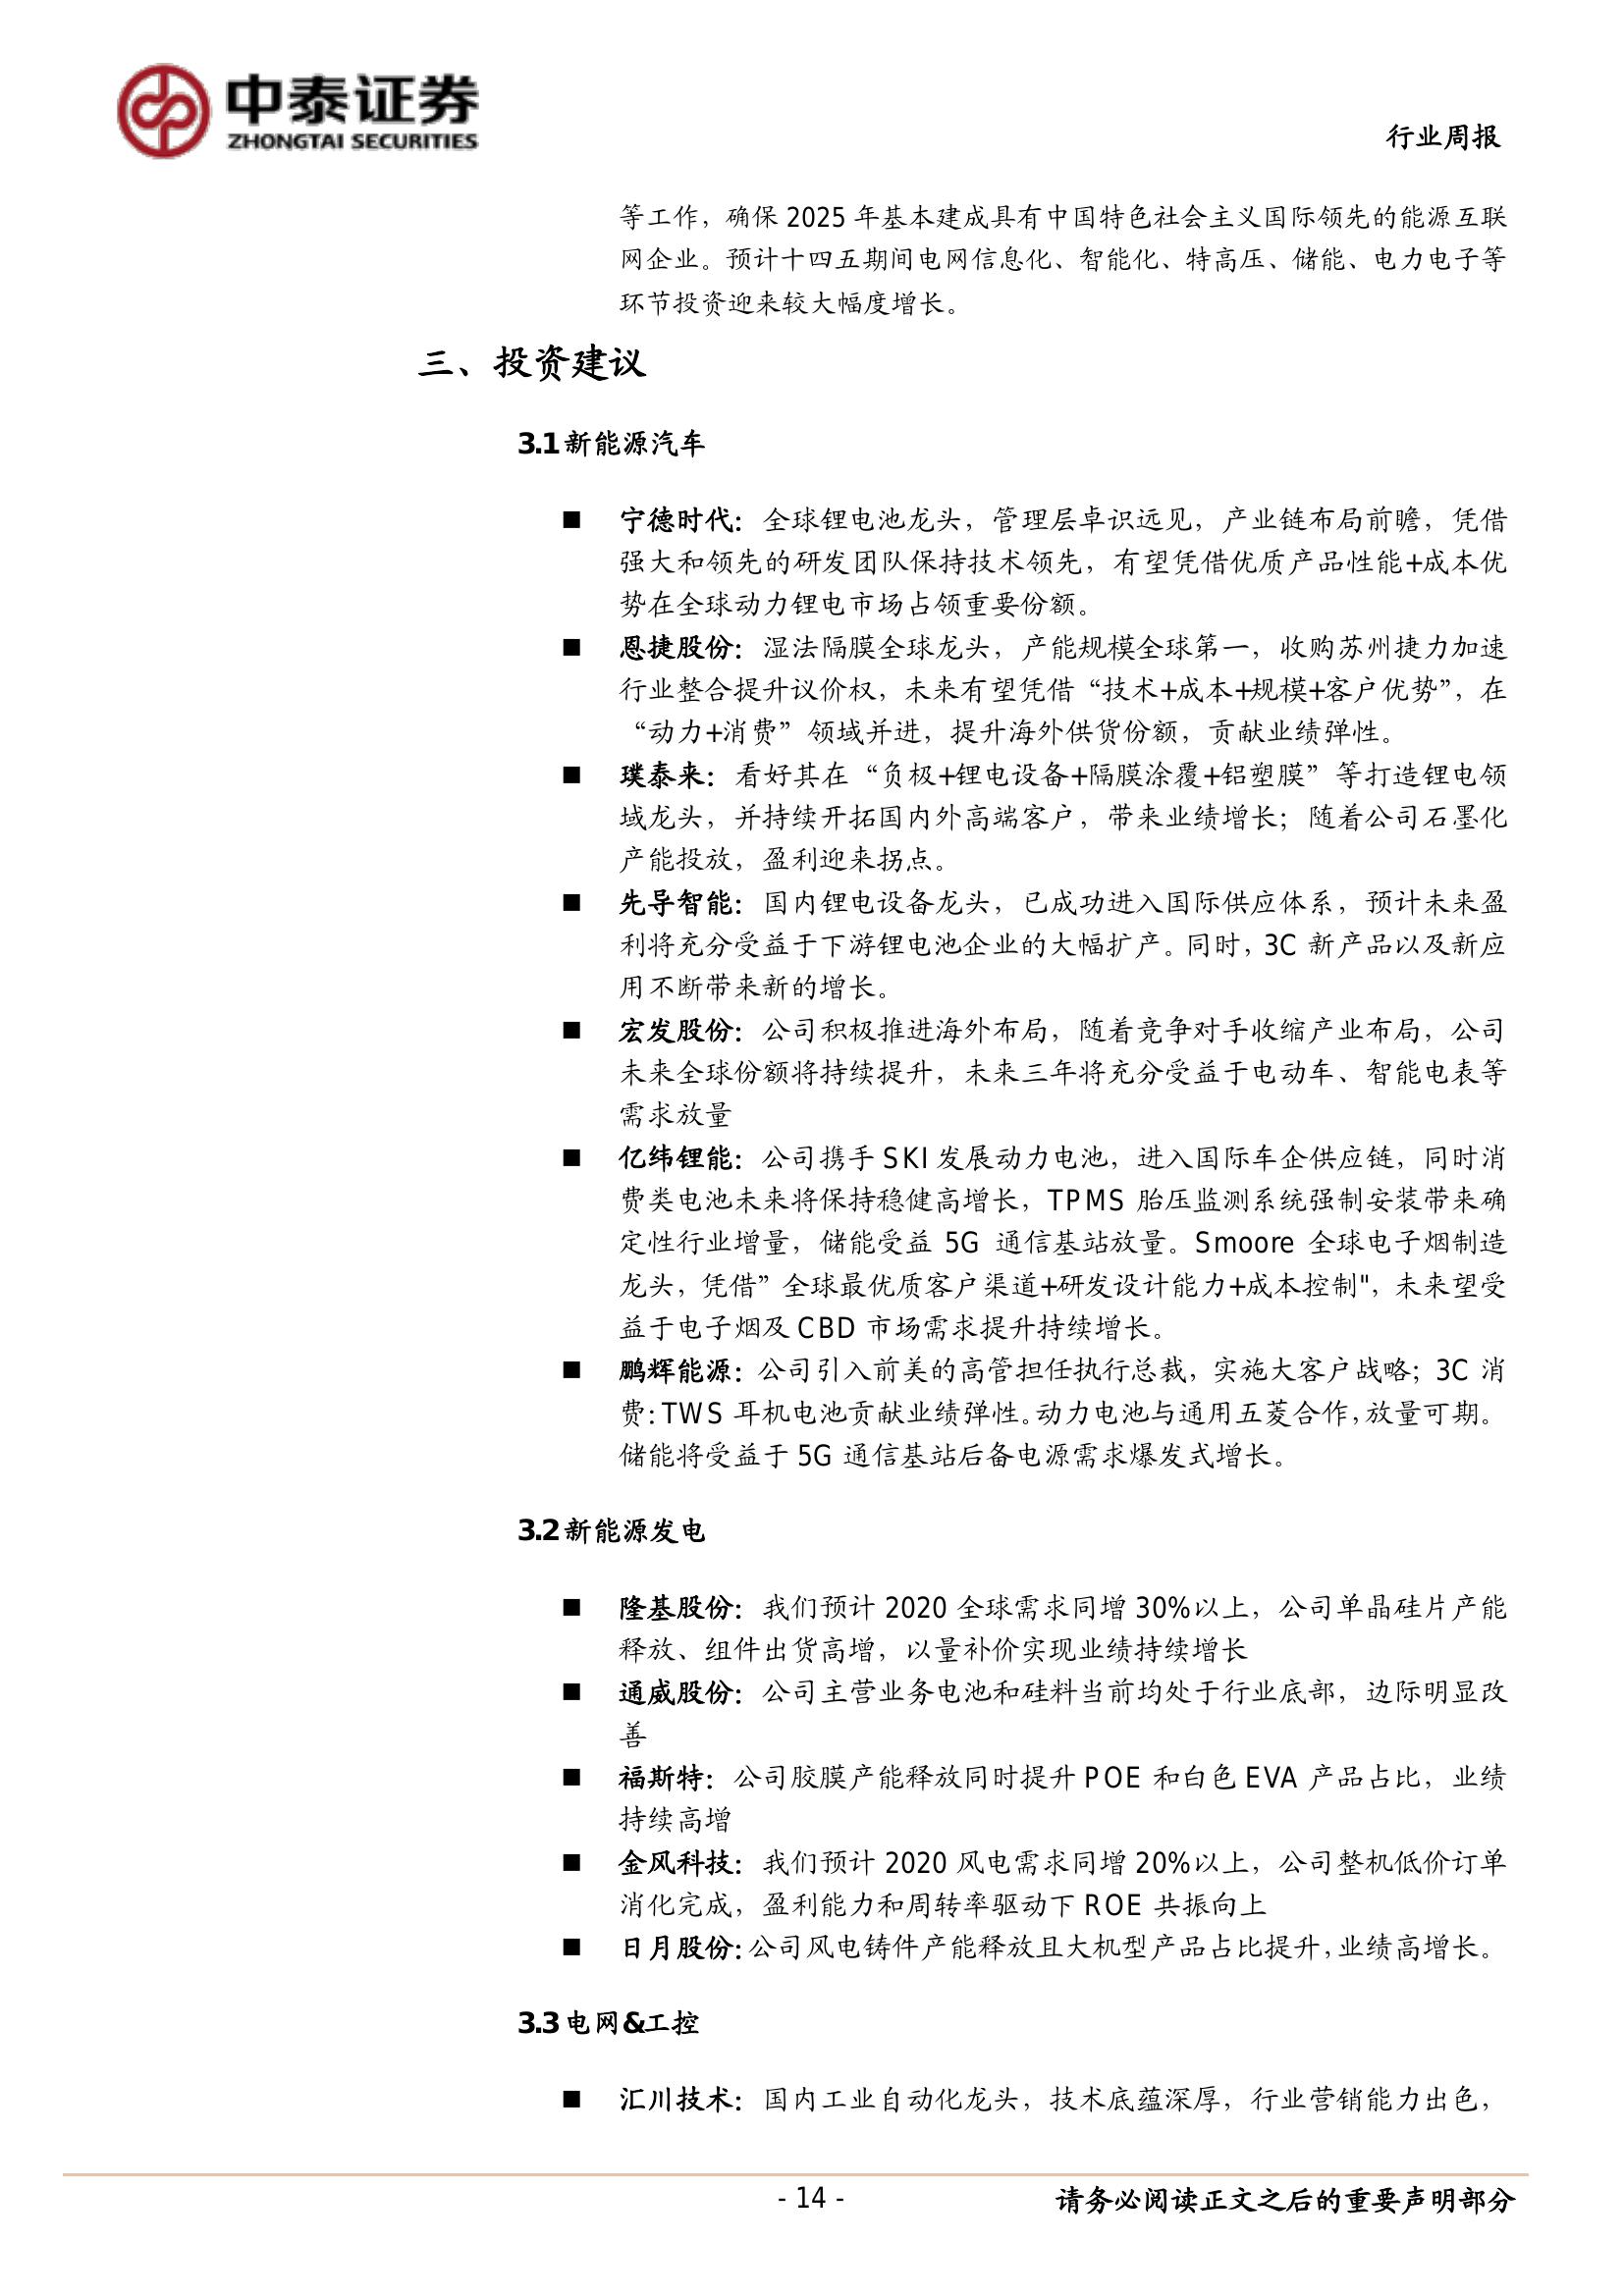 中泰证券
ZHONGTAI SECURITIES
行业周报
等工作，确保 2025 年基本建成具有中国特色社会主义国际领先的能源互联
网企业。预计十四五期间电网信息化、智能化、特高压、储能、电力电子等
环节投资迎来较大幅度增长。
三、投资建议
3.1 新能源汽车
■ 宁德时代：全球锂电池龙头，管理层卓识远见，产业链布局前瞻，凭借
强大和领先的研发团队保持技术领先，有望凭借优质产品性能+成本优
势在全球动力锂电市场占领重要份额。
■ 恩捷股份：湿法隔膜全球龙头，产能规模全球第一，收购苏州捷力加速
行业整合提升议价权，未来有望凭借“技术+成本+规模+客户优势”，在
“动力+消费”领域并进，提升海外供货份额，贡献业绩弹性。
■ 璞泰来：看好其在“负极+锂电设备+隔膜涂覆+铝塑膜”等打造锂电领
域龙头，并持续开拓国内外高端客户，带来业绩增长；随着公司石墨化
产能投放，盈利迎来拐点。
■ 先导智能：国内锂电设备龙头，已成功进入国际供应体系，预计未来盈
利将充分受益于下游锂电池企业的大幅扩产。同时，3C 新产品以及新应
用不断带来新的增长。
■ 宏发股份：公司积极推进海外布局，随着竞争对手收缩产业布局，公司
未来全球份额将持续提升，未来三年将充分受益于电动车、智能电表等
需求放量
■ 亿纬锂能：公司携手 SKI 发展动力电池，进入国际车企供应链，同时消
费类电池未来将保持稳健高增长，TPMS 胎压监测系统强制安装带来确
定性行业增量，储能受益 5G 通信基站放量。Smoore 全球电子烟制造
龙头，凭借”全球最优质客户渠道+研发设计能力+成本控制"，未来望受
益于电子烟及 CBD 市场需求提升持续增长。
■ 鹏辉能源：公司引入前美的高管担任执行总裁，实施大客户战略；3C 消
费：TWS 耳机电池贡献业绩弹性。动力电池与通用五菱合作，放量可期。
储能将受益于 5G 通信基站后备电源需求爆发式增长。
3.2 新能源发电
■ 隆基股份：我们预计 2020 全球需求同增 30%以上，公司单晶硅片产能
释放、组件出货高增，以量补价实现业绩持续增长
■ 通威股份：公司主营业务电池和硅料当前均处于行业底部，边际明显改
善
■ 福斯特：公司胶膜产能释放同时提升 POE 和白色 EVA 产品占比，业绩
持续高增
■ 金风科技：我们预计 2020 风电需求同增 20%以上，公司整机低价订单
消化完成，盈利能力和周转率驱动下 ROE 共振向上
■ 日月股份：公司风电铸件产能释放且大机型产品占比提升，业绩高增长。
3.3 电网&工控
■ 汇川技术：国内工业自动化龙头，技术底蕴深厚，行业营销能力出色，
- 14 -
请务必阅读正文之后的重要声明部分